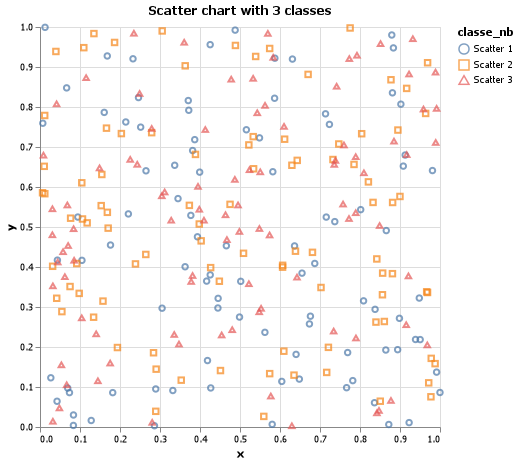 Scatter chart with 3 classes
classe_nb
Scatter 1
Scatter 2
Scatter 3
1.0
0.9
0.8
0.7
0.6
0.5
0.4
0.3
0.2
0.1
0.0
y
0.0 0.1 0.2 0.3 0.4 0.5 0.6 0.7 0.8 0.9 1.0
x